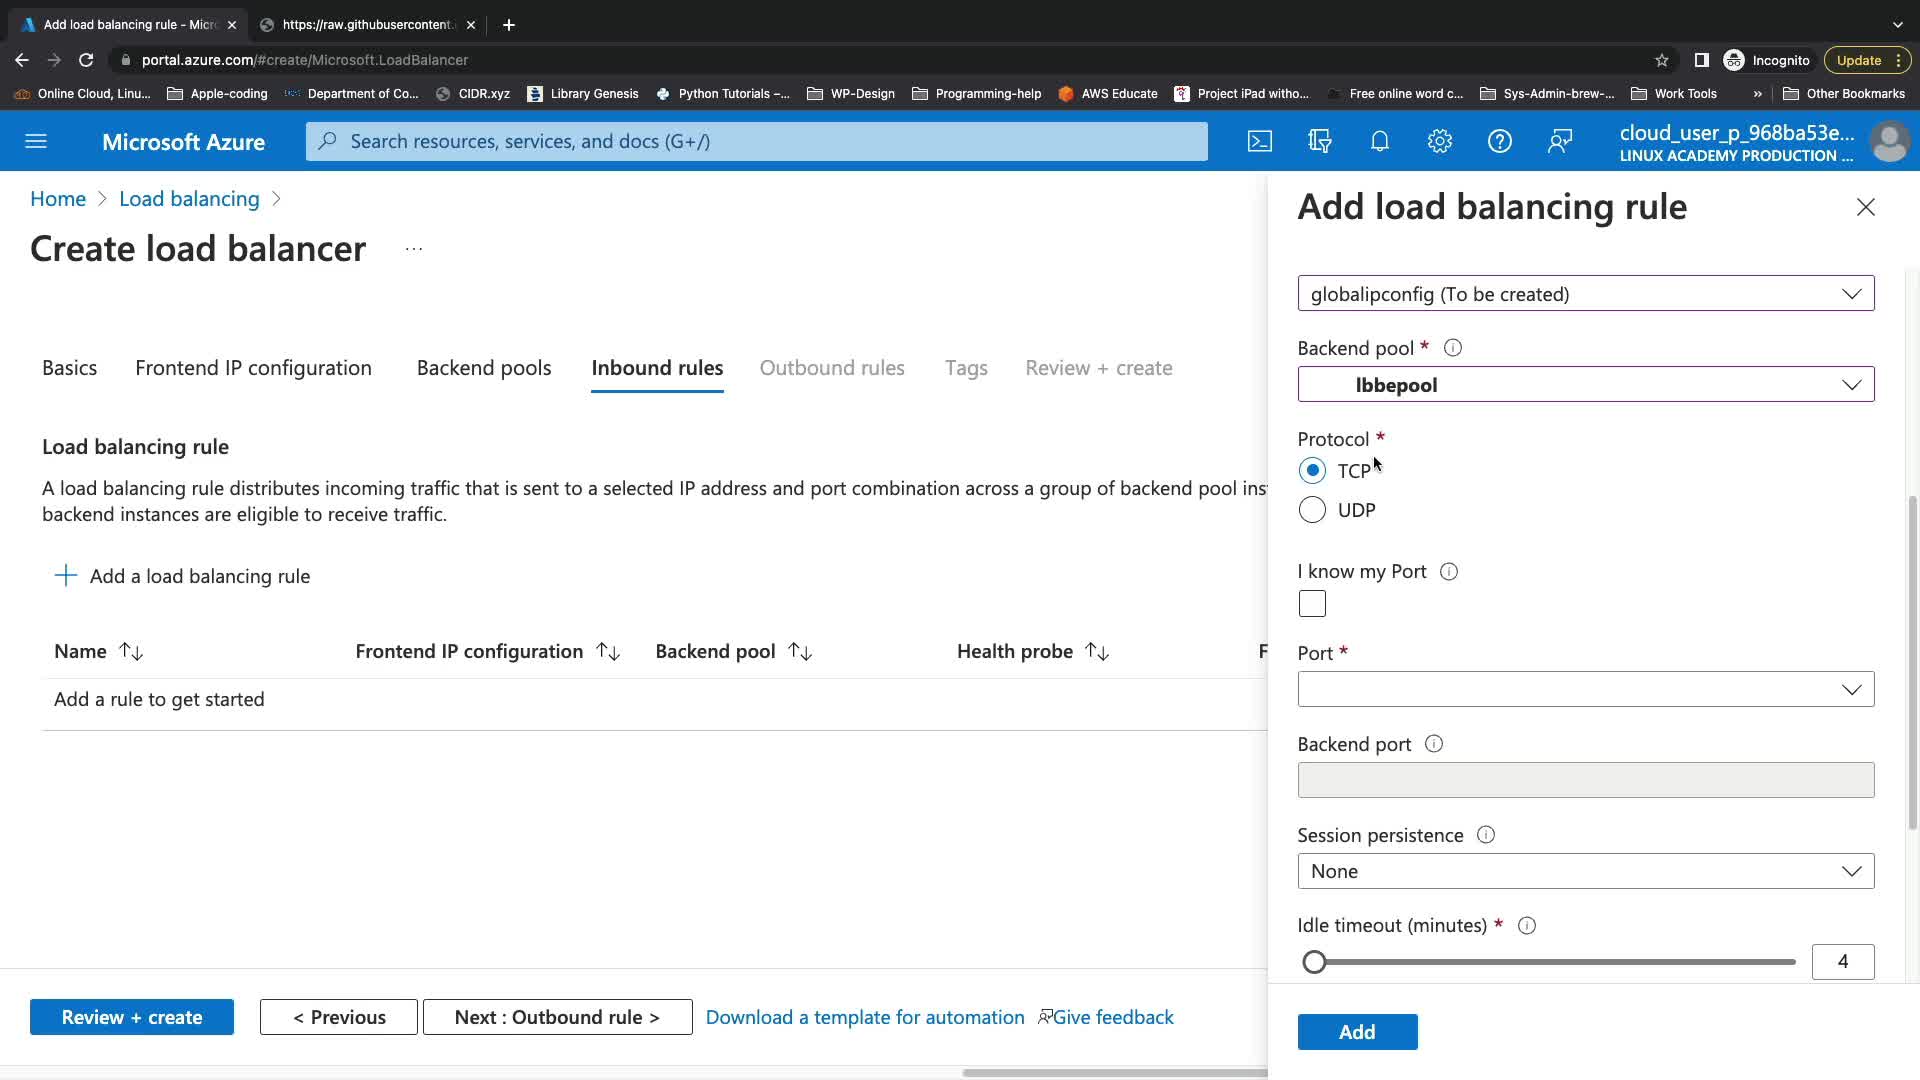 Add load balancing rule - Micr
https://raw.githubusercontent.
portal.azure.com/#create/Microsoft.LoadBalancer
Incognito
Update
Online Cloud, Linu...
Apple-coding
Department of Co...
CIDR.xyz
Library Genesis
Python Tutorials –...
WP-Design
Programming-help
AWS Educate
Project iPad witho...
Free online word c...
Sys-Admin-brew-...
Work Tools
»
Other Bookmarks
Microsoft Azure
Search resources, services, and docs (G+/)
cloud_user_p_968ba53e...
LINUX ACADEMY PRODUCTION ...
Home > Load balancing >
Create load balancer ...
Basics
Frontend IP configuration
Backend pools
Inbound rules
Outbound rules
Tags
Review + create
Load balancing rule
A load balancing rule distributes incoming traffic that is sent to a selected IP address and port combination across a group of backend pool ins
backend instances are eligible to receive traffic.
Add a load balancing rule
Name
Frontend IP configuration
Backend pool
Health probe
F
Add a rule to get started
Review + create
< Previous
Next : Outbound rule >
Download a template for automation
Give feedback
Add load balancing rule
globalipconfig (To be created)
Backend pool *
lbbepool
Protocol *
TCP
UDP
I know my Port
Port *
Backend port
Session persistence
None
Idle timeout (minutes) *
4
Add